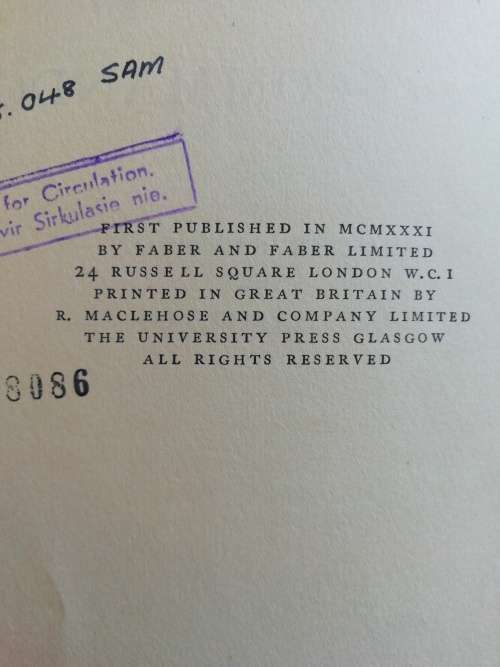 .048 SAM
for Circulation.
vir Sirkulasie nie.
FIRST PUBLISHED IN MCMXXXI
BY FABER AND FABER LIMITED
24 RUSSELL SQUARE LONDON W.C.1
PRINTED IN GREAT BRITAIN BY
R. MACLEHOSE AND COMPANY LIMITED
THE UNIVERSITY PRESS GLASGOW
ALL RIGHTS RESERVED
8086